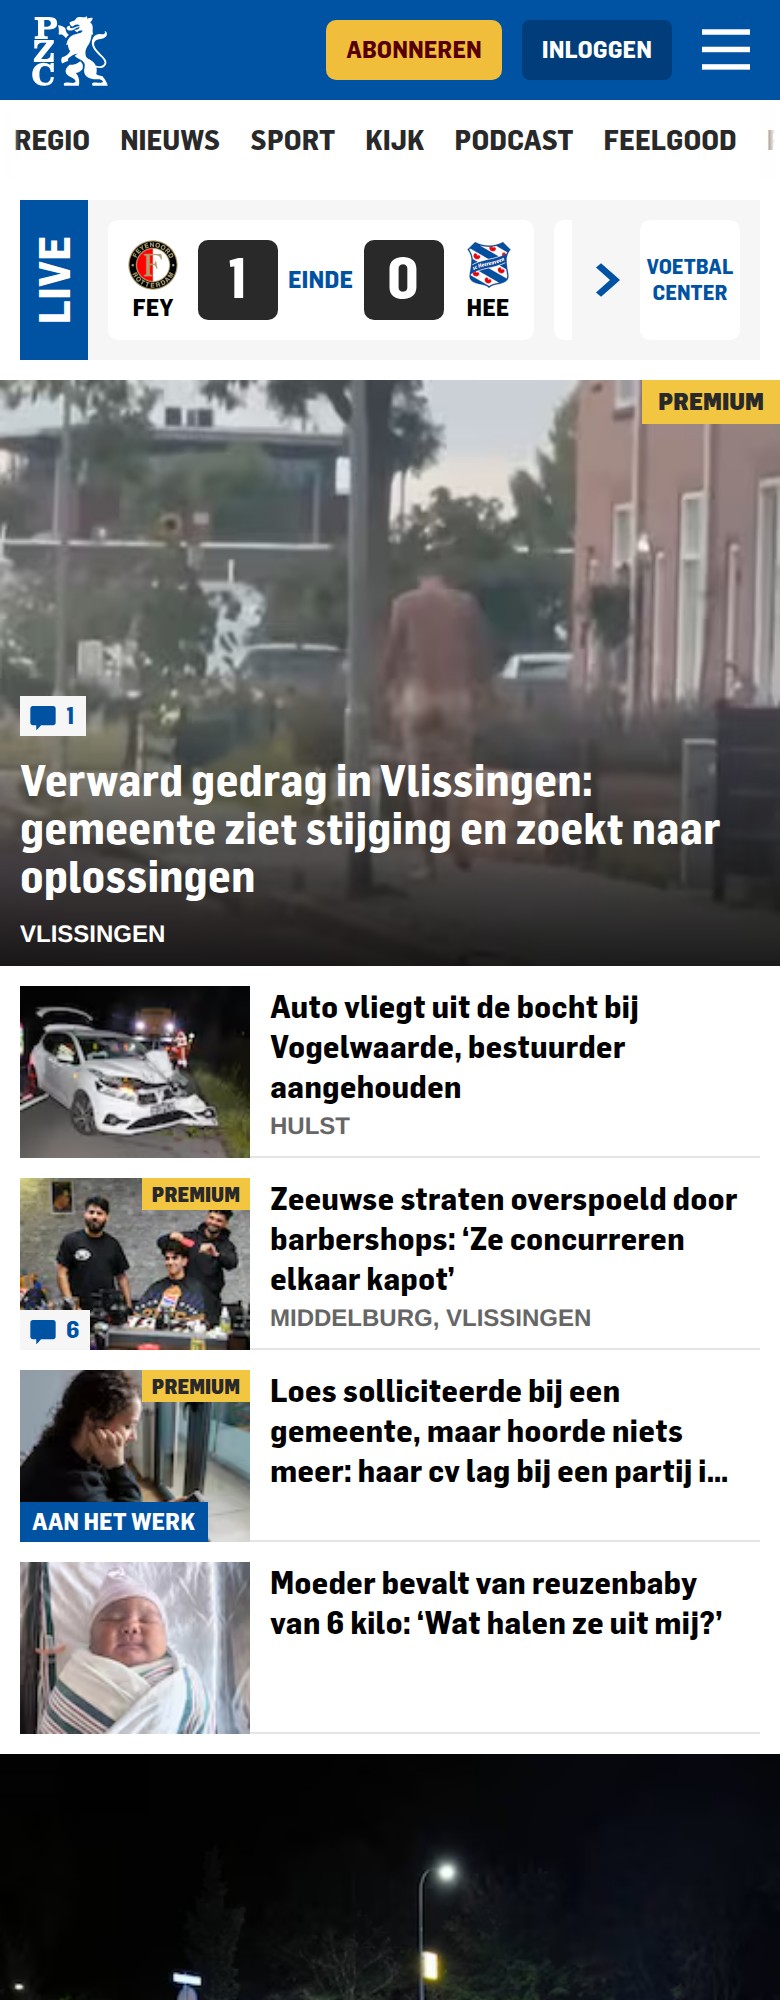 PZC
ABONNEREN
INLOGGEN
REGIO NIEUWS SPORT KIJK PODCAST FEELGOOD
LIVE
FEY
1
EINDE
0
HEE
VOETBAL
CENTER
PREMIUM
1
Verward gedrag in Vlissingen:
gemeente ziet stijging en zoekt naar
oplossingen
VLISSINGEN
Auto vliegt uit de bocht bij
Vogelwaarde, bestuurder
aangehouden
HULST
PREMIUM
6
Zeeuwse straten overspoeld door
barbershops: ‘Ze concurreren
elkaar kapot’
MIDDELBURG, VLISSINGEN
PREMIUM
AAN HET WERK
Loes solliciteerde bij een
gemeente, maar hoorde niets
meer: haar cv lag bij een partij i...
Moeder bevalt van reuzenbaby
van 6 kilo: ‘Wat halen ze uit mij?’